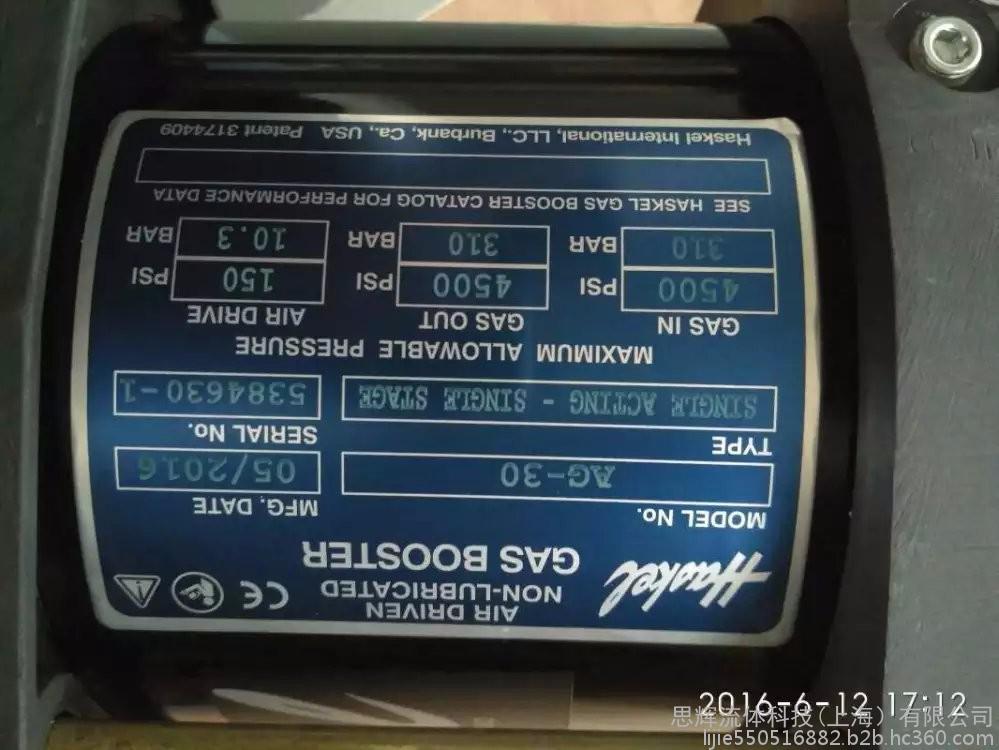 AIR DRIVEN
NON-LUBRICATED
Haskel GAS BOOSTER CE
MODEL No. MFG. DATE
AG-30 05/2016
TYPE SERIAL No.
SINGLE ACTING - SINGLE STAGE 5384630-1
MAXIMUM ALLOWABLE PRESSURE
GAS IN GAS OUT AIR DRIVE
4500 PSI 4500 PSI 150 PSI
310 BAR 310 BAR 10.3 BAR
SEE HASKEL GAS BOOSTER CATALOG FOR PERFORMANCE DATA
Haskel International, LLC., Burbank, Ca., USA Patent 3174409
2016-6-12 17:12
思辉流体科技(上海)有限公司
lijie550516882.b2b.hc360.com